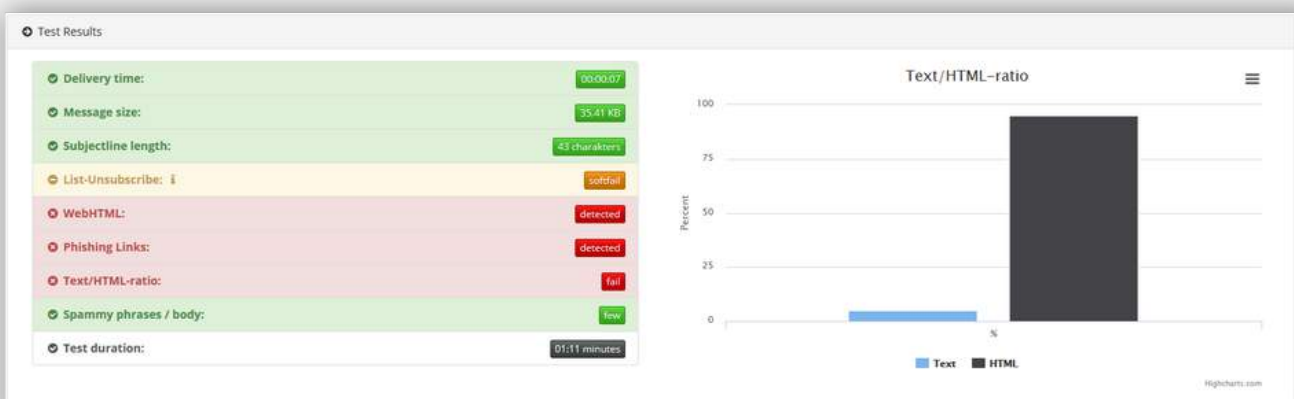 Test Results
Delivery time: 00:00:07
Message size: 35.41 KB
Subjectline length: 43 charakters
List-Unsubscribe: i softfail
WebHTML: detected
Phishing Links: detected
Text/HTML-ratio: fail
Spammy phrases / body: few
Test duration: 01:11 minutes
Text/HTML-ratio
100
75
50
25
0
Percent
%
Text HTML
Highcharts.com